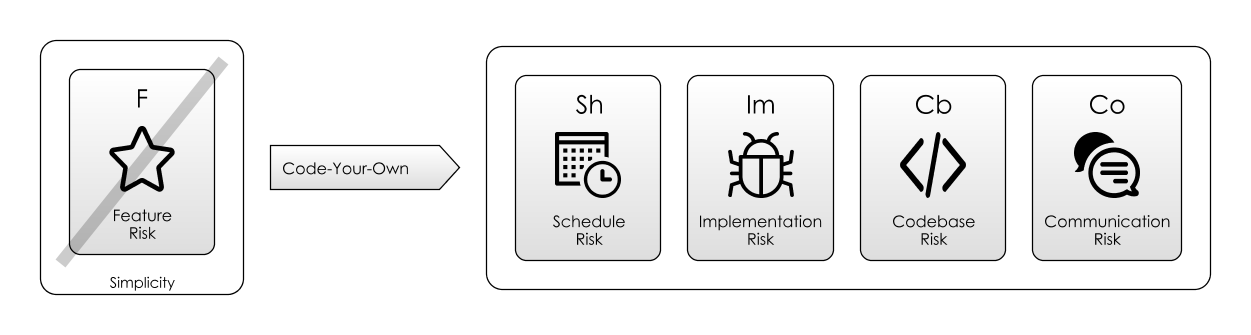 F
Feature
Risk
Simplicity
Code-Your-Own
Sh
Schedule
Risk
Im
Implementation
Risk
Cb
Codebase
Risk
Co
Communication
Risk